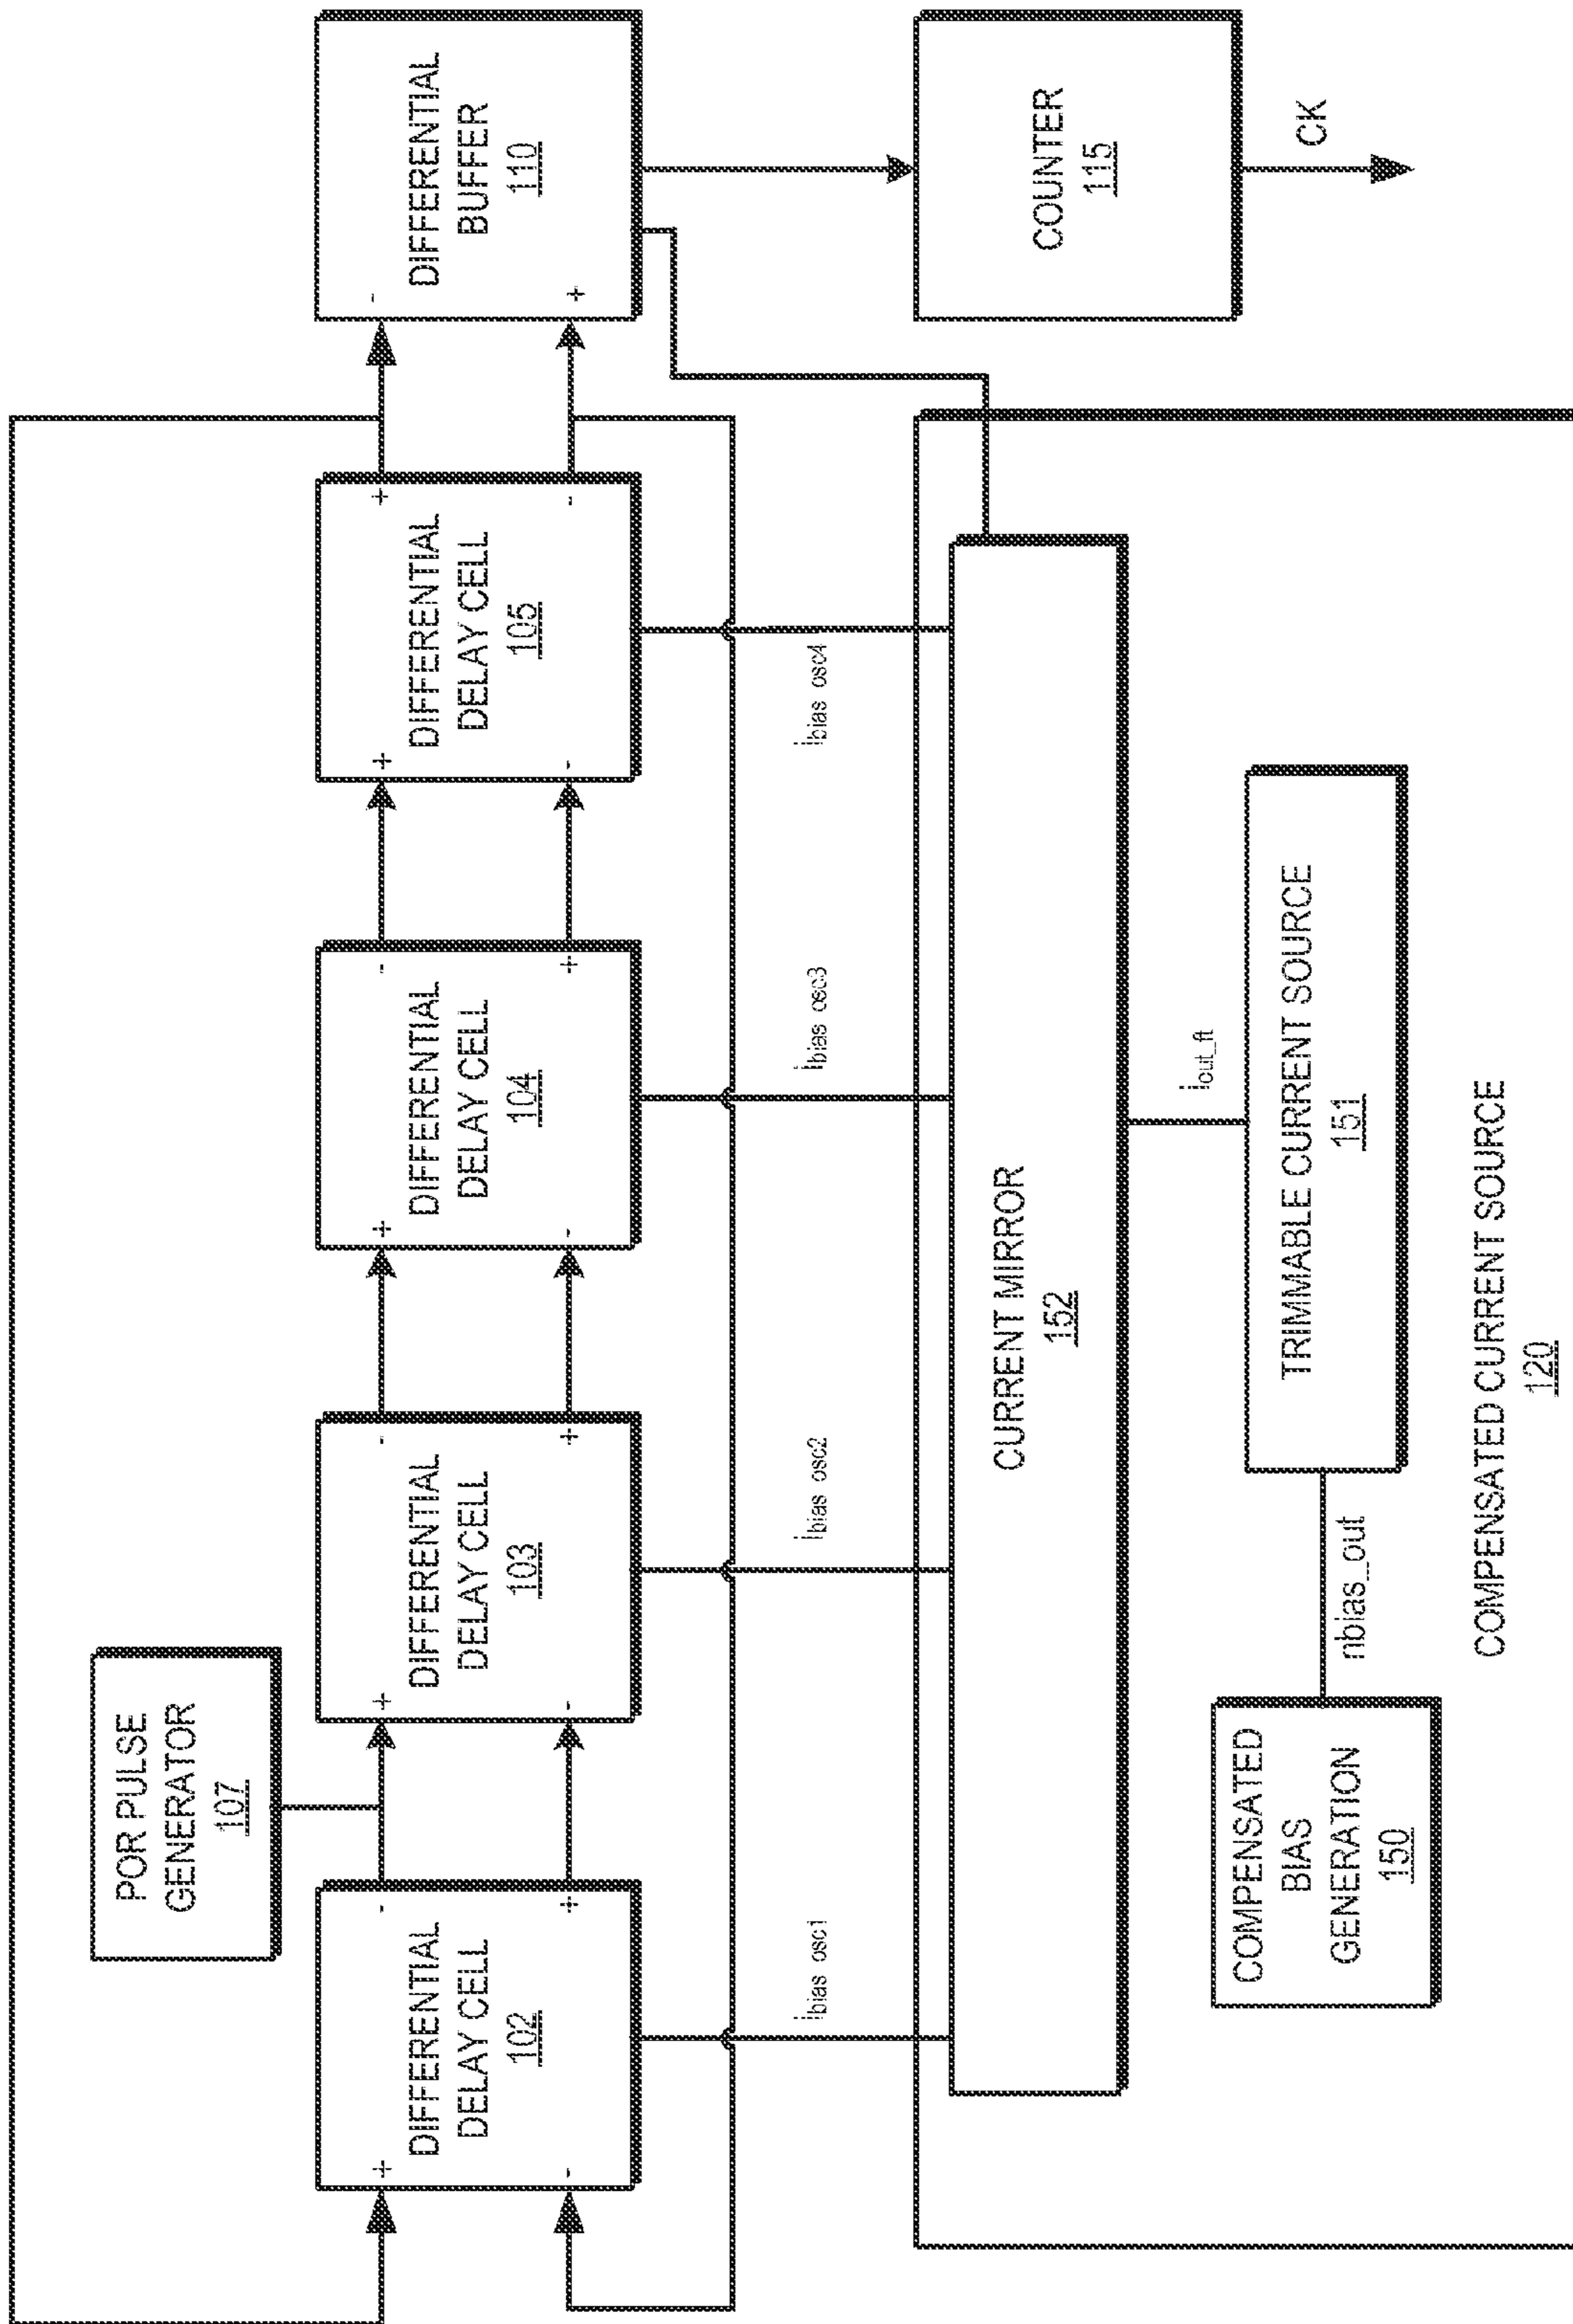 POR PULSE
GENERATOR
107
+
-
DIFFERENTIAL
DELAY CELL
102
-
+
+
-
DIFFERENTIAL
DELAY CELL
103
-
+
+
-
DIFFERENTIAL
DELAY CELL
104
-
+
+
-
DIFFERENTIAL
DELAY CELL
105
+
-
-
+
DIFFERENTIAL
BUFFER
110
ibias osc1
ibias osc2
ibias osc3
ibias osc4
CURRENT MIRROR
152
COUNTER
115
CK
iout_ft
COMPENSATED
BIAS
GENERATION
150
nbias_out
TRIMMABLE CURRENT SOURCE
151
COMPENSATED CURRENT SOURCE
120